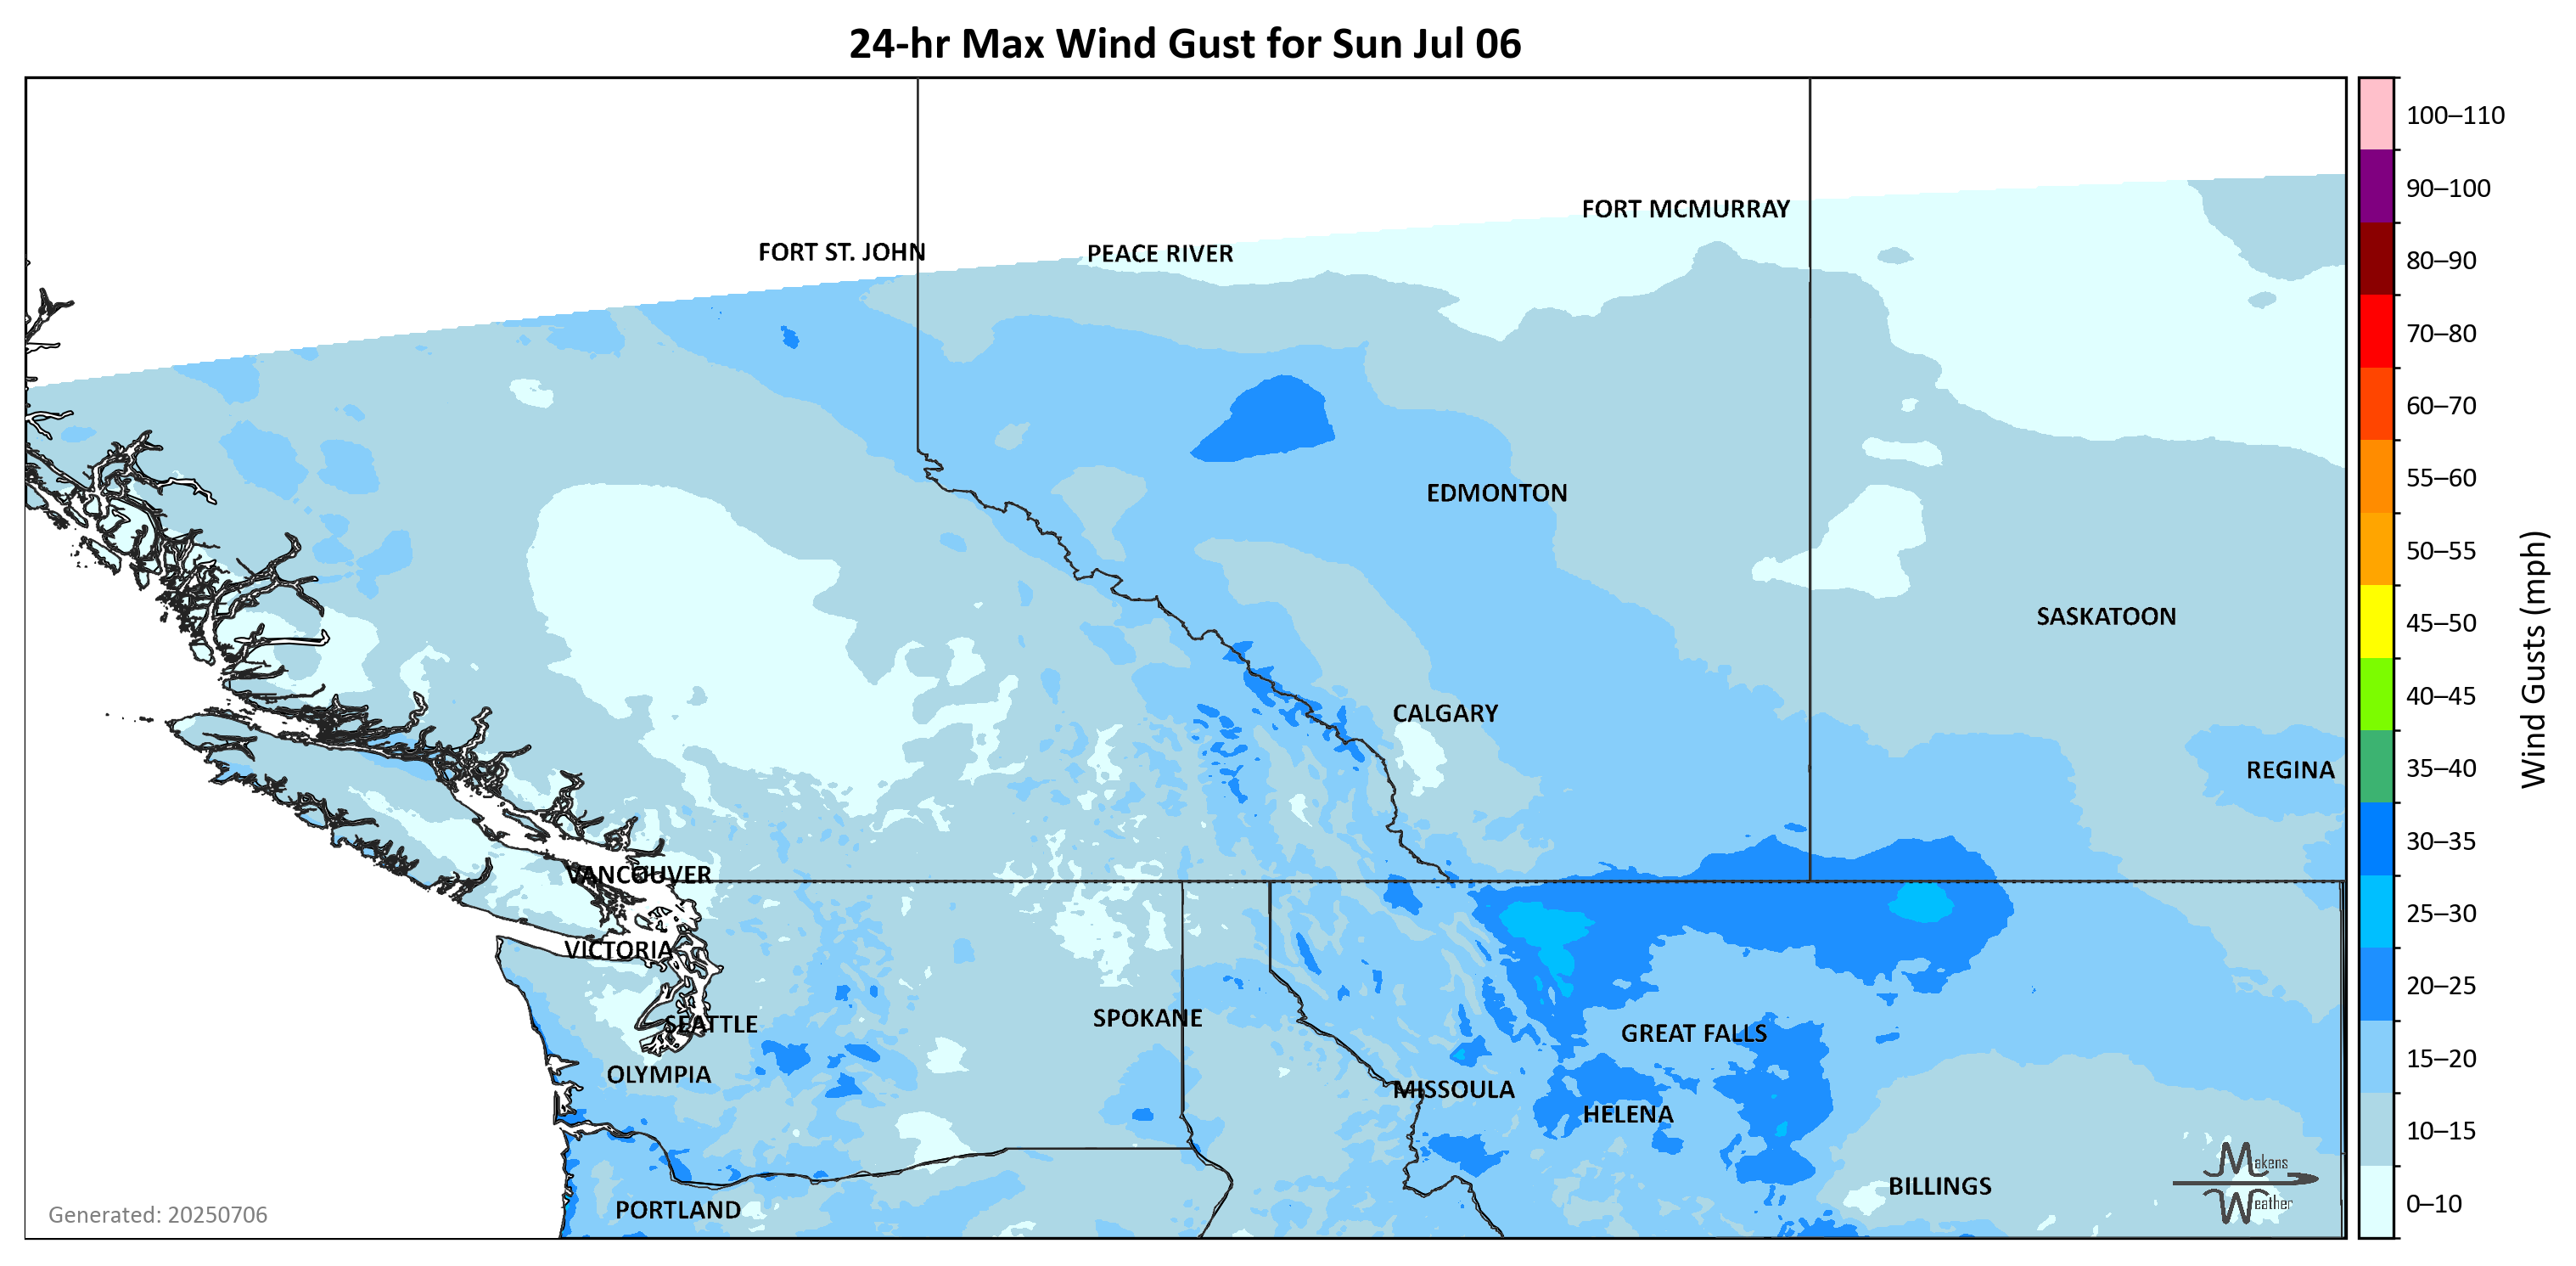 24-hr Max Wind Gust for Sun Jul 06
FORT MCMURRAY
FORT ST. JOHN
PEACE RIVER
EDMONTON
SASKATOON
CALGARY
REGINA
VANCOUVER
VICTORIA
SPOKANE
SEATTLE
GREAT FALLS
OLYMPIA
MISSOULA
HELENA
BILLINGS
PORTLAND
Makens
Weather
Generated: 20250706
100–110
90–100
80–90
70–80
60–70
55–60
50–55
45–50
40–45
35–40
30–35
25–30
20–25
15–20
10–15
0–10
Wind Gusts (mph)